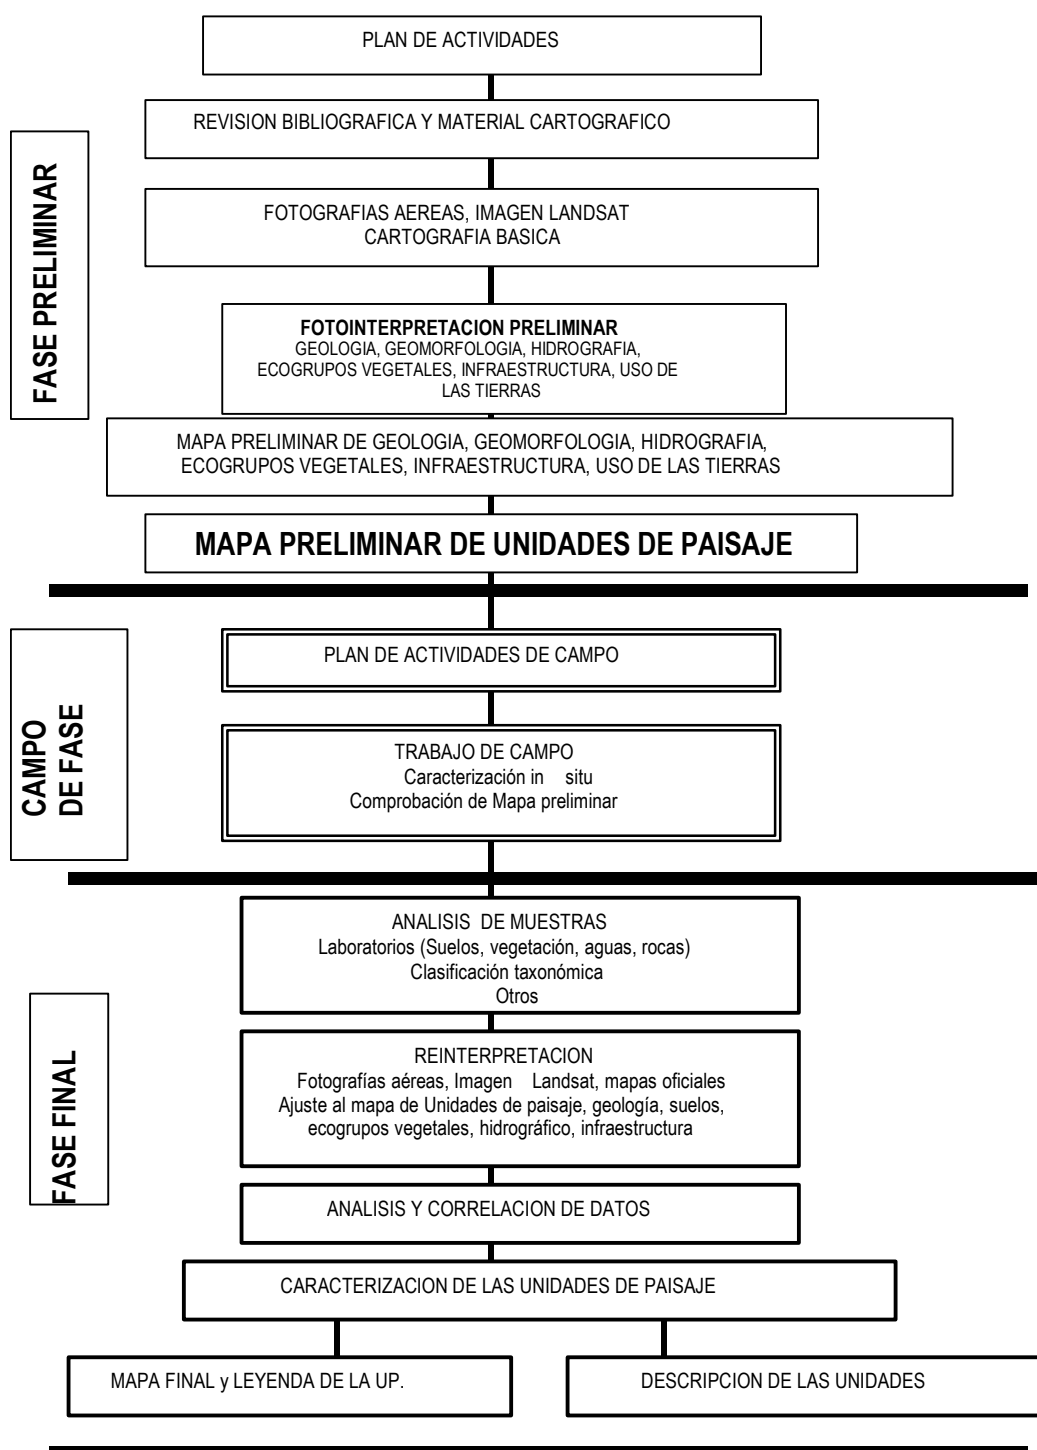 PLAN DE ACTIVIDADES
REVISION BIBLIOGRAFICA Y MATERIAL CARTOGRAFICO
FASE PRELIMINAR
FOTOGRAFIAS AEREAS, IMAGEN LANDSAT
CARTOGRAFIA BASICA
FOTOINTERPRETACION PRELIMINAR
GEOLOGIA, GEOMORFOLOGIA, HIDROGRAFIA,
ECOGRUPOS VEGETALES, INFRAESTRUCTURA, USO DE
LAS TIERRAS
MAPA PRELIMINAR DE GEOLOGIA, GEOMORFOLOGIA, HIDROGRAFIA,
ECOGRUPOS VEGETALES, INFRAESTRUCTURA, USO DE LAS TIERRAS
MAPA PRELIMINAR DE UNIDADES DE PAISAJE
CAMPO
DE FASE
PLAN DE ACTIVIDADES DE CAMPO
TRABAJO DE CAMPO
Caracterización in situ
Comprobación de Mapa preliminar
FASE FINAL
ANALISIS DE MUESTRAS
Laboratorios (Suelos, vegetación, aguas, rocas)
Clasificación taxonómica
Otros
REINTERPRETACION
Fotografías aéreas, Imagen Landsat, mapas oficiales
Ajuste al mapa de Unidades de paisaje, geología, suelos,
ecogrupos vegetales, hidrográfico, infraestructura
ANALISIS Y CORRELACION DE DATOS
CARACTERIZACION DE LAS UNIDADES DE PAISAJE
MAPA FINAL y LEYENDA DE LA UP.
DESCRIPCION DE LAS UNIDADES